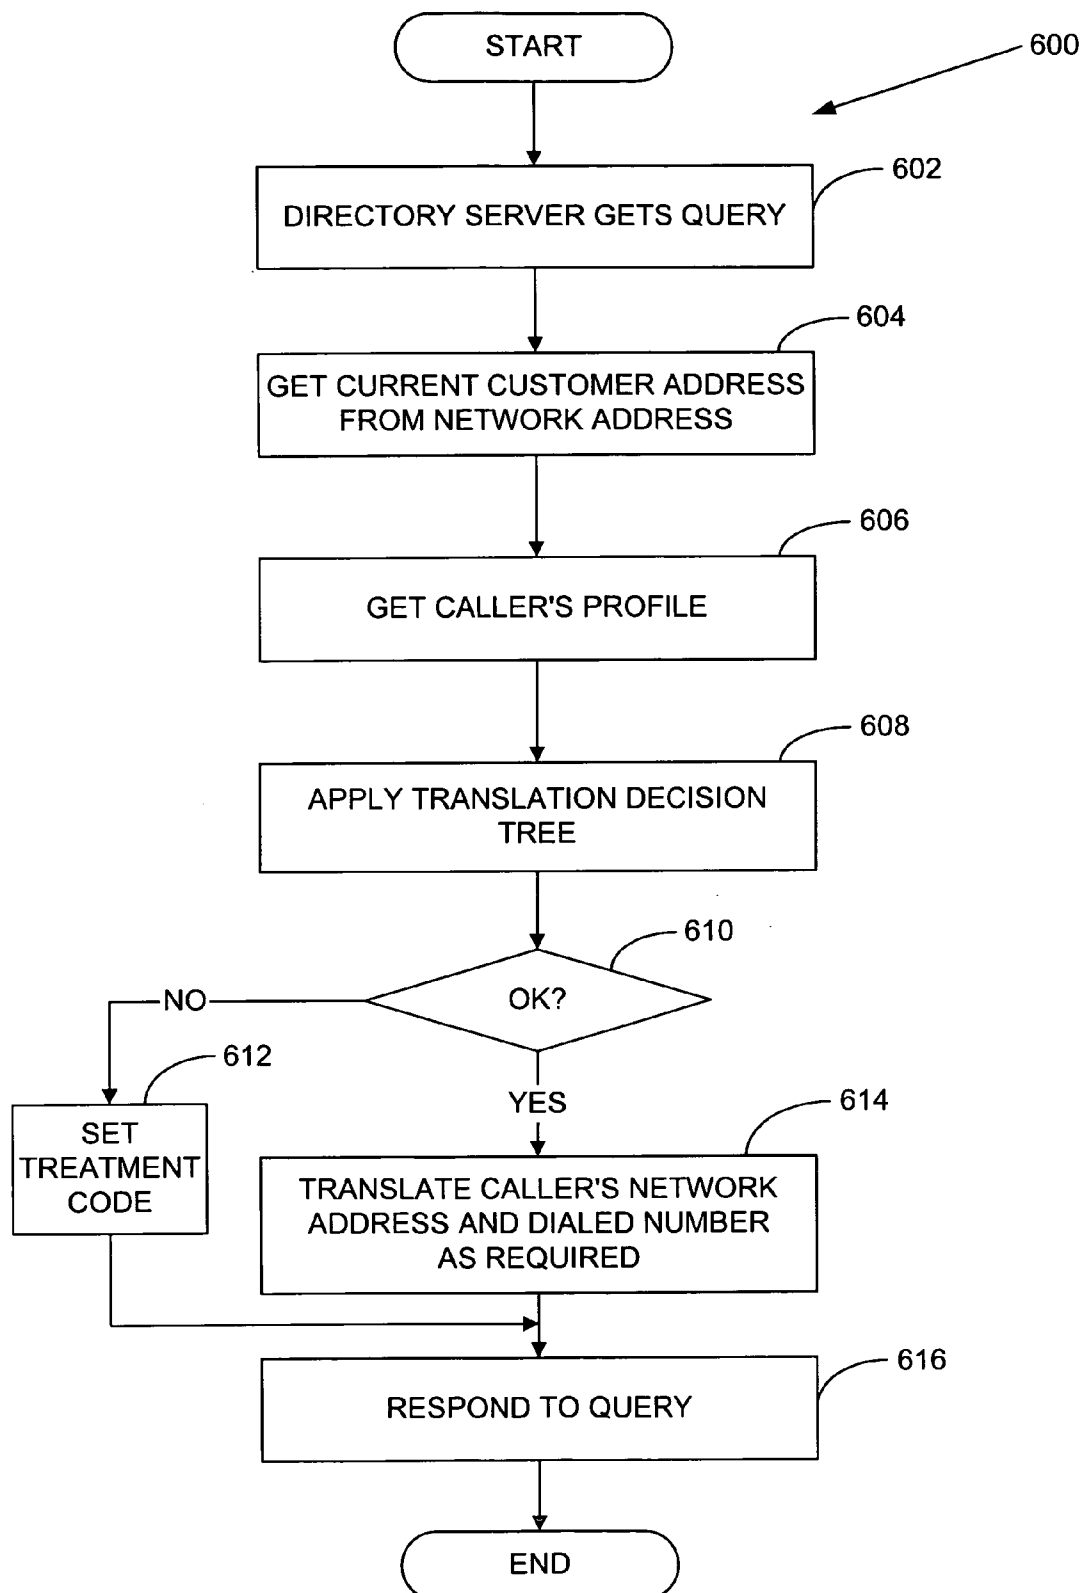 START
600
602
DIRECTORY SERVER GETS QUERY
604
GET CURRENT CUSTOMER ADDRESS
FROM NETWORK ADDRESS
606
GET CALLER'S PROFILE
608
APPLY TRANSLATION DECISION
TREE
610
OK?
NO
612
YES
614
SET
TREATMENT
CODE
TRANSLATE CALLER'S NETWORK
ADDRESS AND DIALED NUMBER
AS REQUIRED
616
RESPOND TO QUERY
END